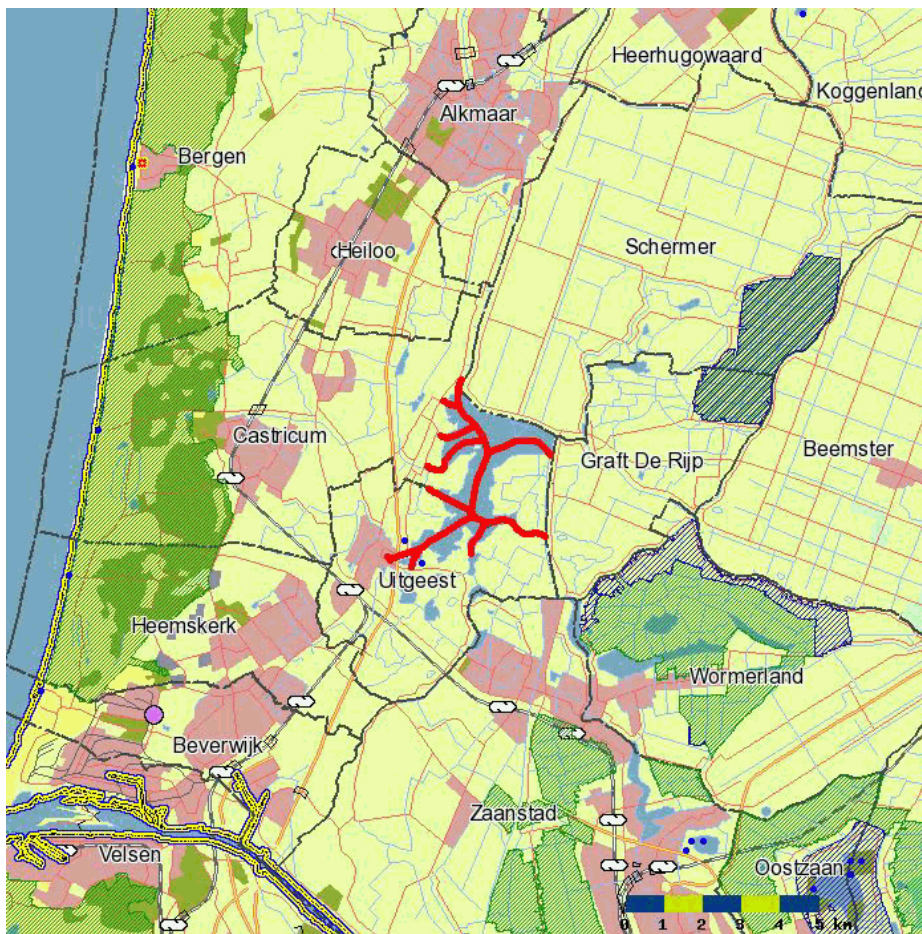 Heerhugowaard
Koggenland
Alkmaar
Bergen
Heiloo
Schermer
Castricum
Graft De Rijp
Beemster
Uitgeest
Heemskerk
Wormerland
Beverwijk
Zaanstad
Velsen
Oostzaan
0 1 2 3 4 5 км